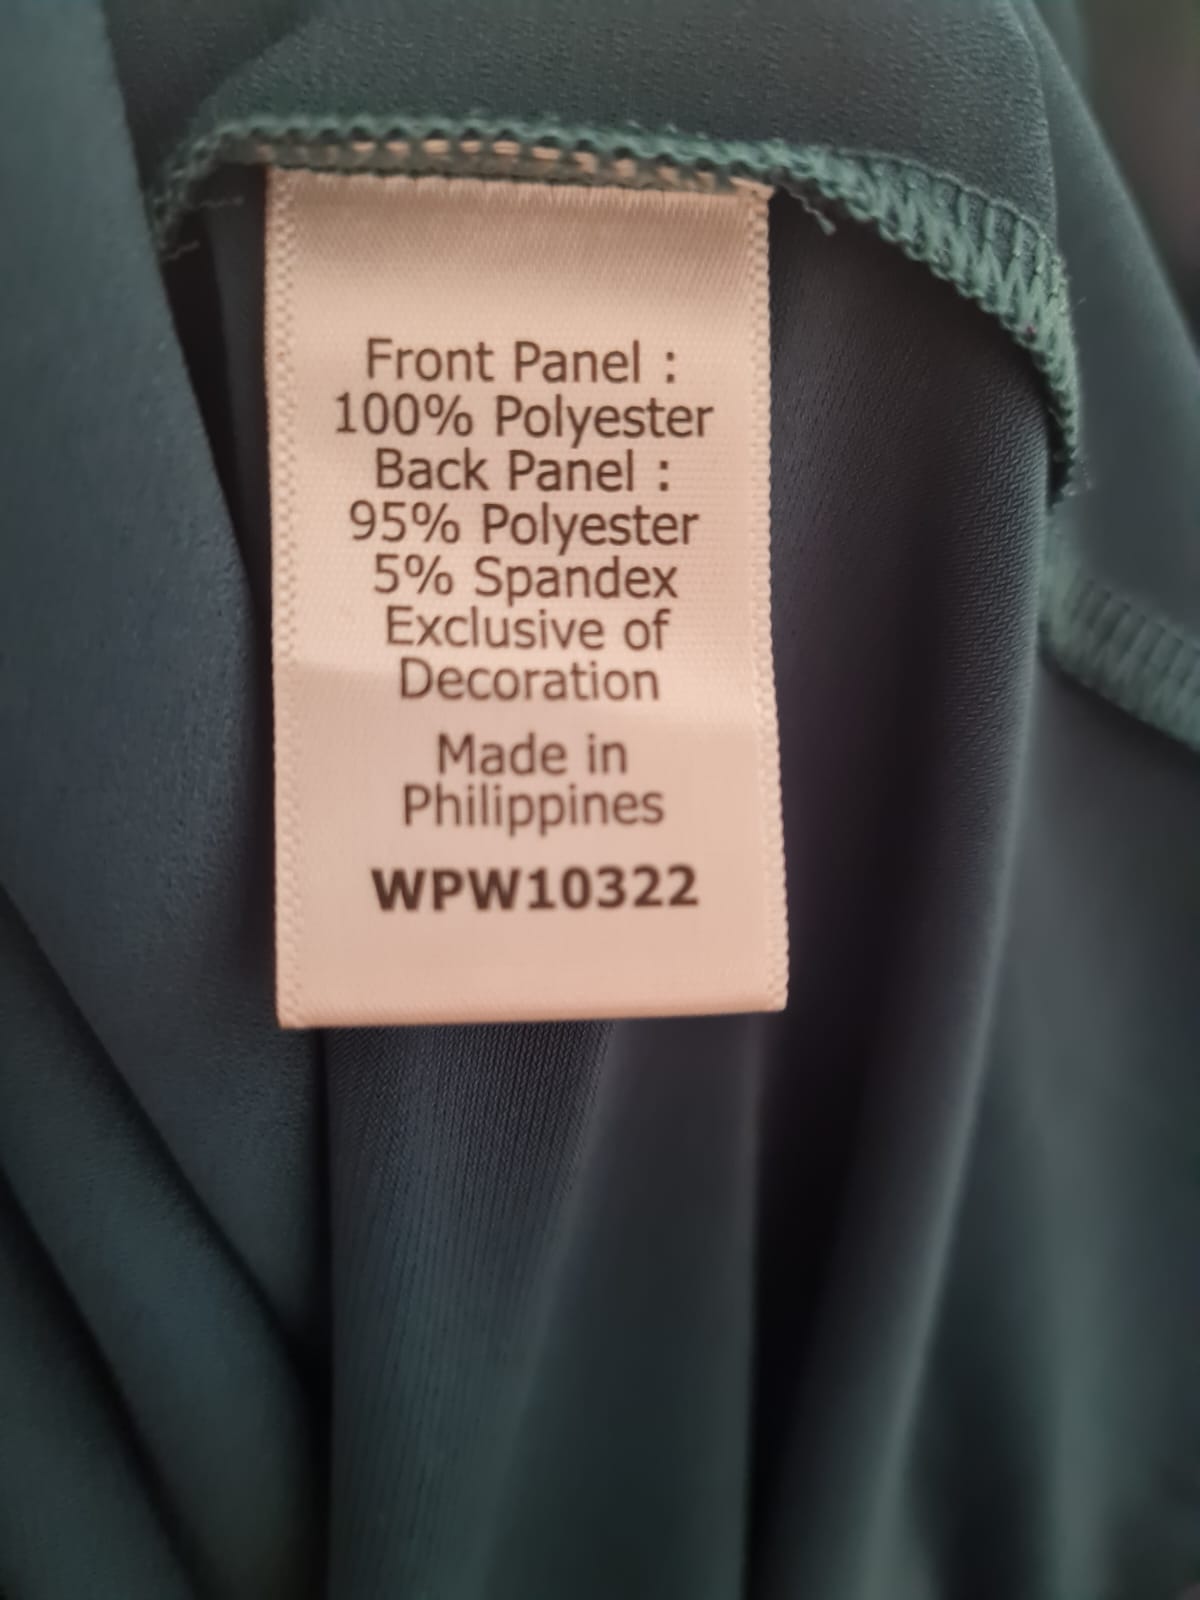 Front Panel :
100% Polyester
Back Panel :
95% Polyester
5% Spandex
Exclusive of
Decoration
Made in
Philippines
WPW10322